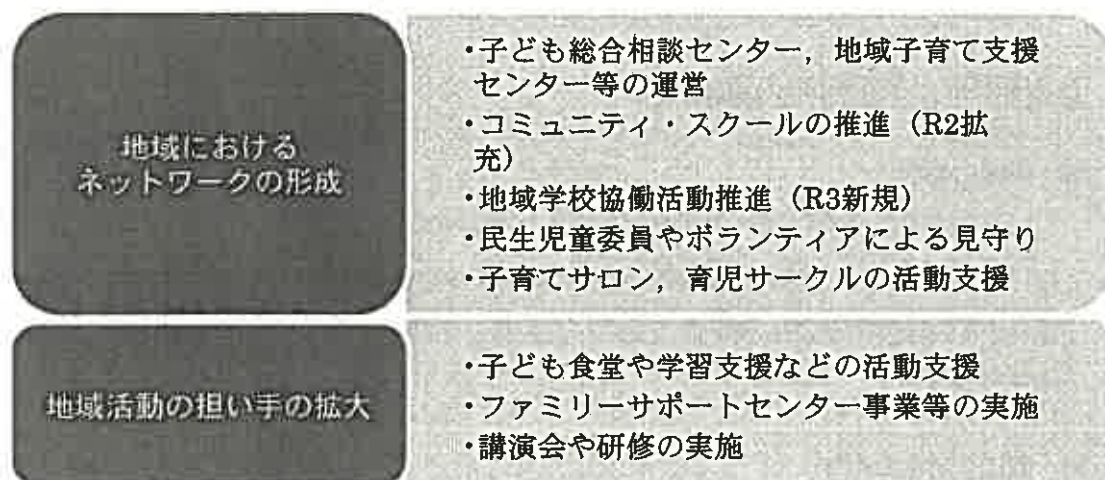 地域における
ネットワークの形成
・子ども総合相談センター，地域子育て支援
センター等の運営
・コミュニティ・スクールの推進（R2拡
充）
・地域学校協働活動推進（R3新規）
・民生児童委員やボランティアによる見守り
・子育てサロン，育児サークルの活動支援
地域活動の担い手の拡大
・子ども食堂や学習支援などの活動支援
・ファミリーサポートセンター事業等の実施
・講演会や研修の実施